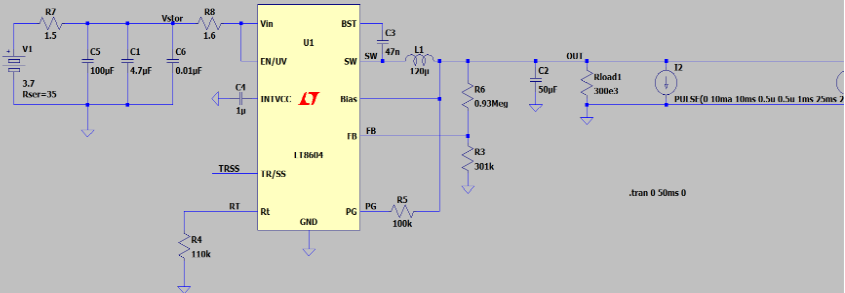 R7
1.5
Vstor
R8
1.6
V1
3.7
Rser=35
C5
100µF
C1
4.7µF
C6
0.01µF
C4
1µ
TRSS
RT
R4
110k
Vin
BST
U1
EN/UV
SW
INTVCC
Bias
FB
LT8604
TR/SS
Rt
PG
GND
C3
47n
SW
L1
120µ
FB
PG
R5
100k
R6
0.93Meg
R3
301k
C2
50µF
OUT
Rload1
300e3
I2
PULSE(0 10ma 10ms 0.5u 0.5u 1ms 25ms 2
.tran 0 50ms 0